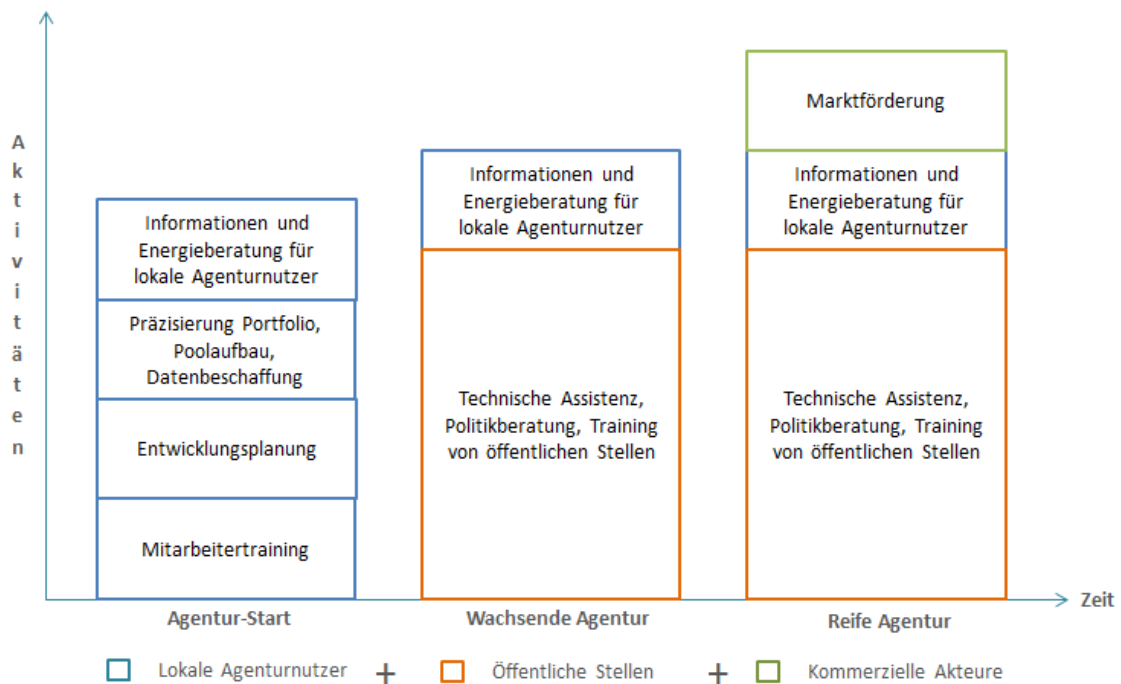 Aktivitäten
Informationen und
Energieberatung für
lokale Agenturnutzer
Präzisierung Portfolio,
Poolaufbau,
Datenbeschaffung
Entwicklungsplanung
Mitarbeitertraining
Informationen und
Energieberatung für
lokale Agenturnutzer
Technische Assistenz,
Politikberatung, Training
von öffentlichen Stellen
Marktförderung
Informationen und
Energieberatung für
lokale Agenturnutzer
Technische Assistenz,
Politikberatung, Training
von öffentlichen Stellen
Agentur-Start
Wachsende Agentur
Reife Agentur
Zeit
Lokale Agenturnutzer + Öffentliche Stellen + Kommerzielle Akteure